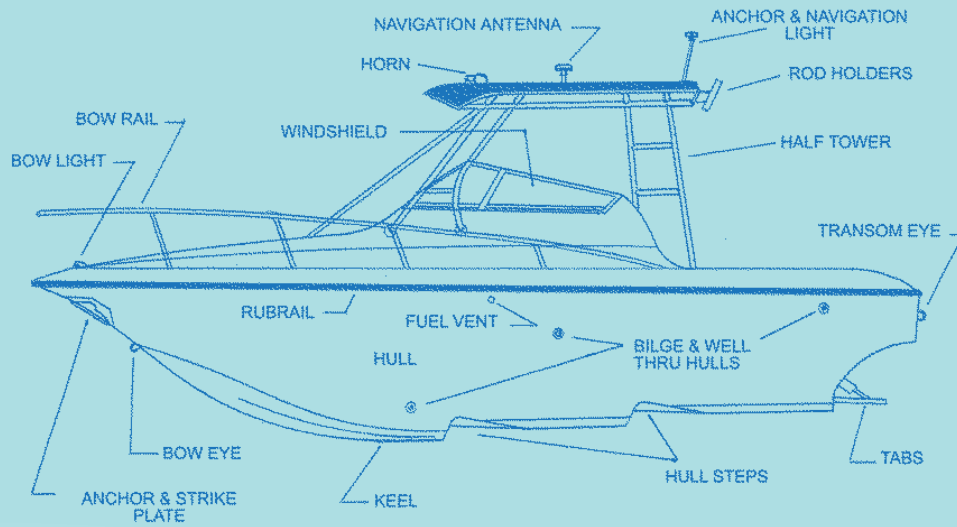 NAVIGATION ANTENNA
ANCHOR & NAVIGATION
LIGHT
HORN
ROD HOLDERS
BOW RAIL
WINDSHIELD
HALF TOWER
BOW LIGHT
TRANSOM EYE
RUBRAIL
FUEL VENT
BILGE & WELL
THRU HULLS
HULL
BOW EYE
TABS
HULL STEPS
ANCHOR & STRIKE
PLATE
KEEL